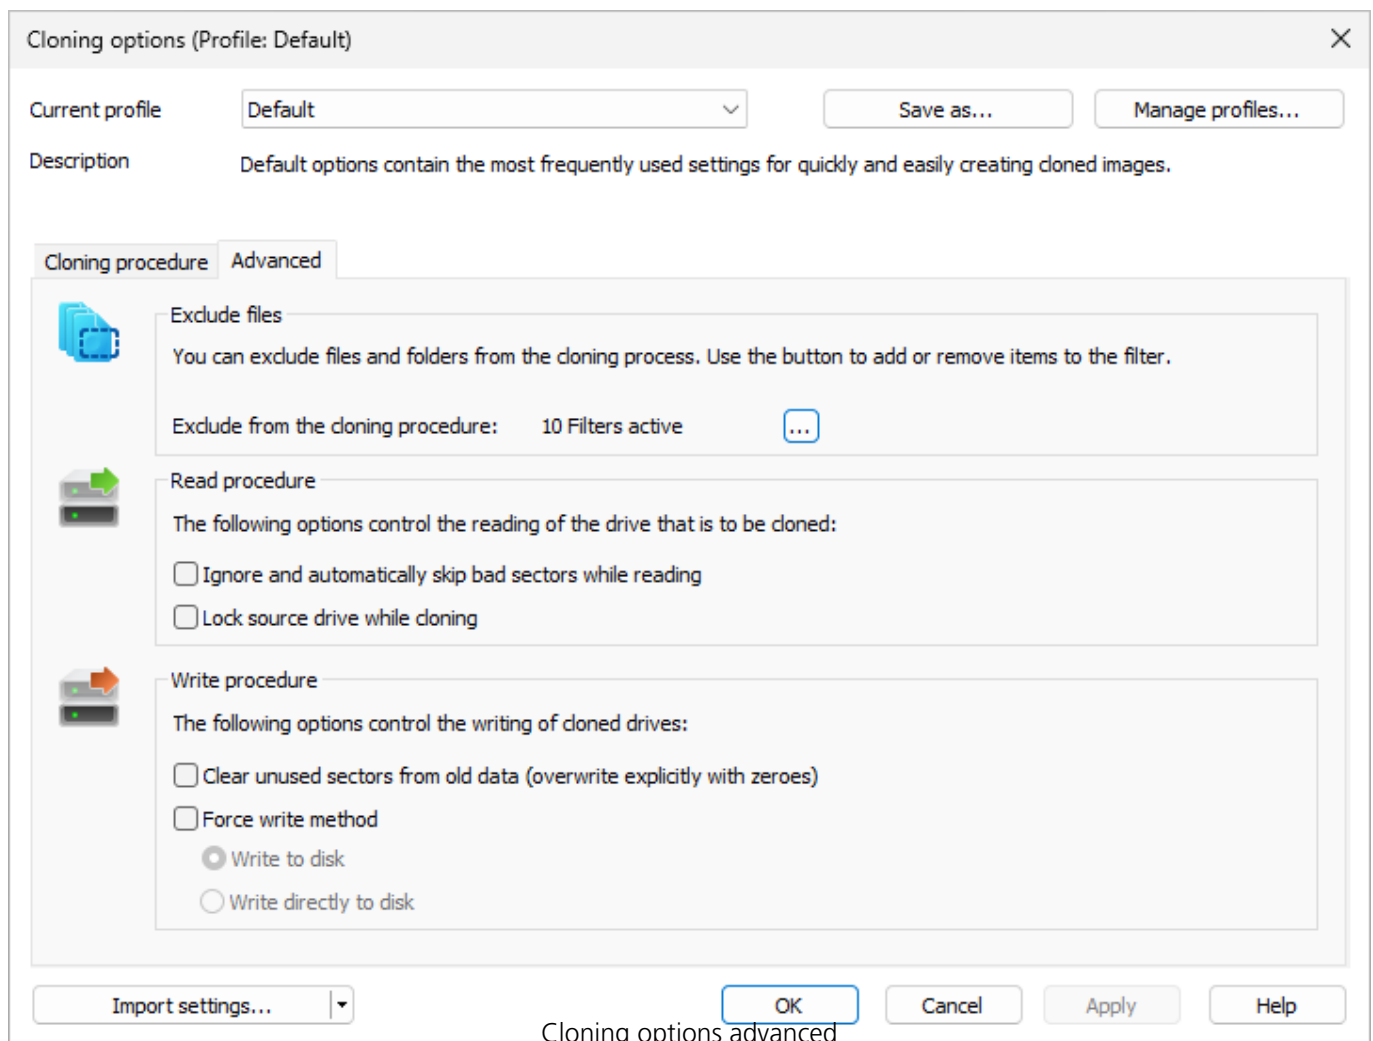 Cloning options (Profile: Default)
Current profile Default Save as... Manage profiles...
Description Default options contain the most frequently used settings for quickly and easily creating cloned images.
Cloning procedure Advanced
Exclude files
You can exclude files and folders from the cloning process. Use the button to add or remove items to the filter.
Exclude from the cloning procedure: 10 Filters active ...
Read procedure
The following options control the reading of the drive that is to be cloned:
Ignore and automatically skip bad sectors while reading
Lock source drive while cloning
Write procedure
The following options control the writing of cloned drives:
Clear unused sectors from old data (overwrite explicitly with zeroes)
Force write method
Write to disk
Write directly to disk
Import settings... OK Cancel Apply Help
Cloning options advanced